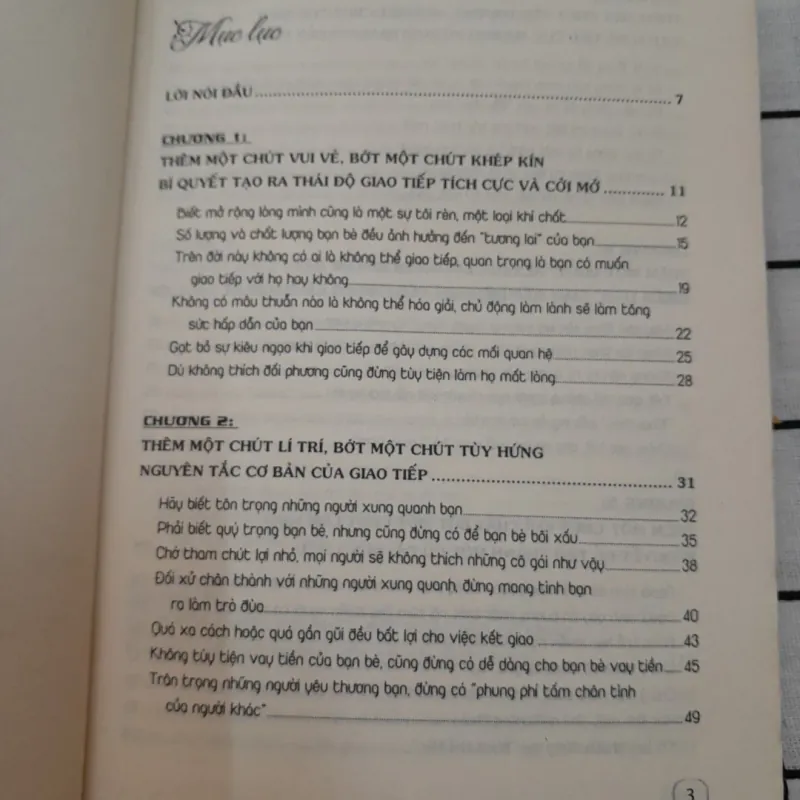 Mục lục
LỜI NÓI ĐẦU 7
CHƯƠNG 1:
THÊM MỘT CHÚT VUI VẺ, BỚT MỘT CHÚT KHÉP KÍN
BÍ QUYẾT TẠO RA THÁI ĐỘ GIAO TIẾP TÍCH CỰC VÀ CỞI MỞ 11
Biết mở rộng lòng mình cũng là một sự tôi rèn, một loại khí chất 12
Số lượng và chất lượng bạn bè đều ảnh hưởng đến "tương lai" của bạn 15
Trên đời này không có ai là không thể giao tiếp, quan trọng là bạn có muốn
giao tiếp với họ hay không 19
Không có mâu thuẫn nào là không thể hóa giải, chủ động làm lành sẽ làm tăng
sức hấp dẫn của bạn 22
Gạt bỏ sự kiêu ngạo khi giao tiếp để gây dựng các mối quan hệ 25
Dù không thích đối phương cũng đừng tùy tiện làm họ mất lòng 28
CHƯƠNG 2:
THÊM MỘT CHÚT LÍ TRÍ, BỚT MỘT CHÚT TÙY HỨNG
NGUYÊN TẮC CƠ BẢN CỦA GIAO TIẾP 31
Hãy biết tôn trọng những người xung quanh bạn 32
Phải biết quý trọng bạn bè, nhưng cũng đừng có để bạn bè bôi xấu 35
Chớ tham chút lợi nhỏ, mọi người sẽ không thích những cô gái như vậy 38
Đối xử chân thành với những người xung quanh, đừng mang tình bạn
ra làm trò đùa 40
Quá xa cách hoặc quá gần gũi đều bất lợi cho việc kết giao 43
Không tùy tiện vay tiền của bạn bè, cũng đừng có dễ dàng cho bạn bè vay tiền 45
Trân trọng những người yêu thương bạn, đừng có "phung phí tấm chân tình
của người khác" 49
3